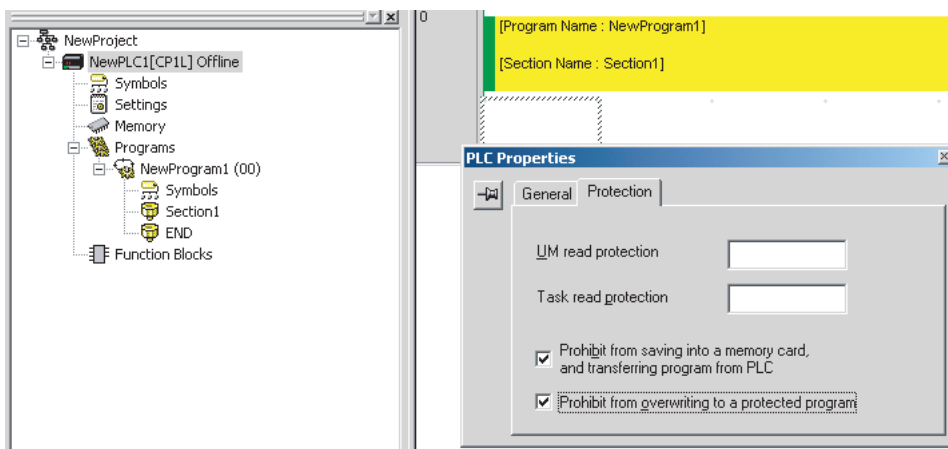 NewProject
NewPLC1[CP1L] Offline
Symbols
Settings
Memory
Programs
NewProgram1 (00)
Symbols
Section1
END
Function Blocks
0
[Program Name : NewProgram1]
[Section Name : Section1]
PLC Properties
General Protection
UM read protection
Task read protection
Prohibit from saving into a memory card,
and transferring program from PLC
Prohibit from overwriting to a protected program